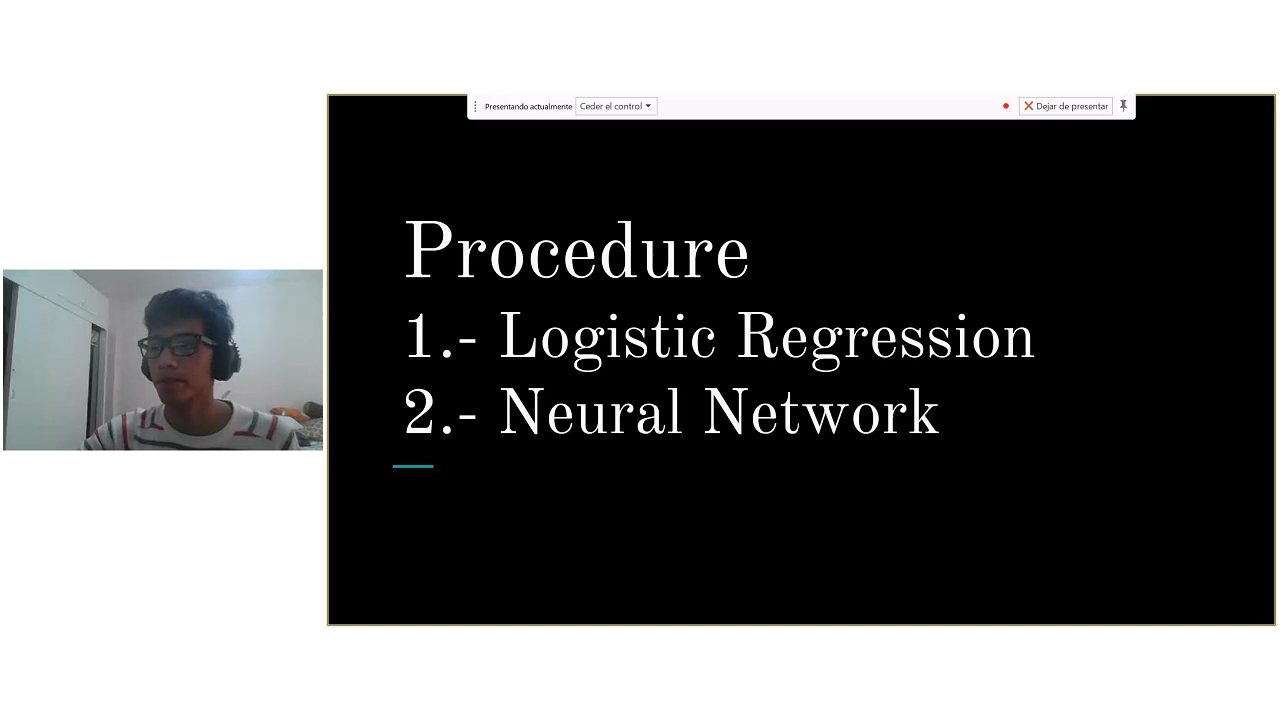 Presentando actualmente Ceder el control Dejar de presentar
Procedure
1.- Logistic Regression
2.- Neural Network